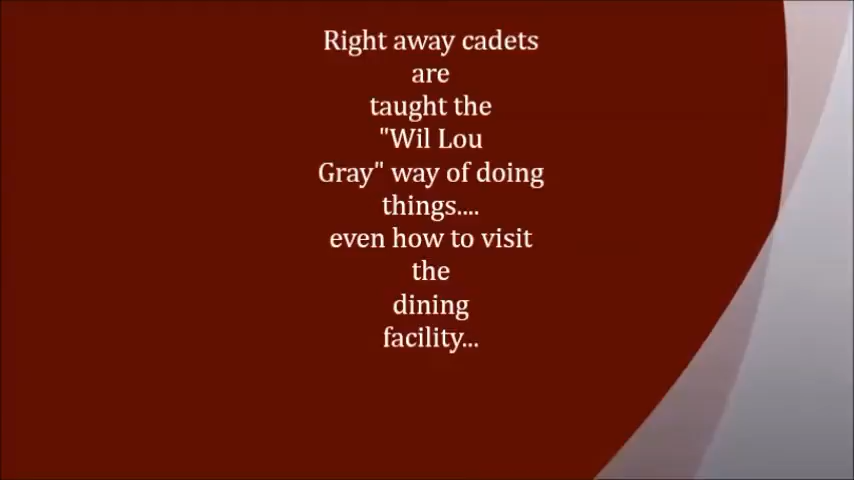 Right away cadets
are
taught the
"Wil Lou
Gray" way of doing
things....
even how to visit
the
dining
facility...